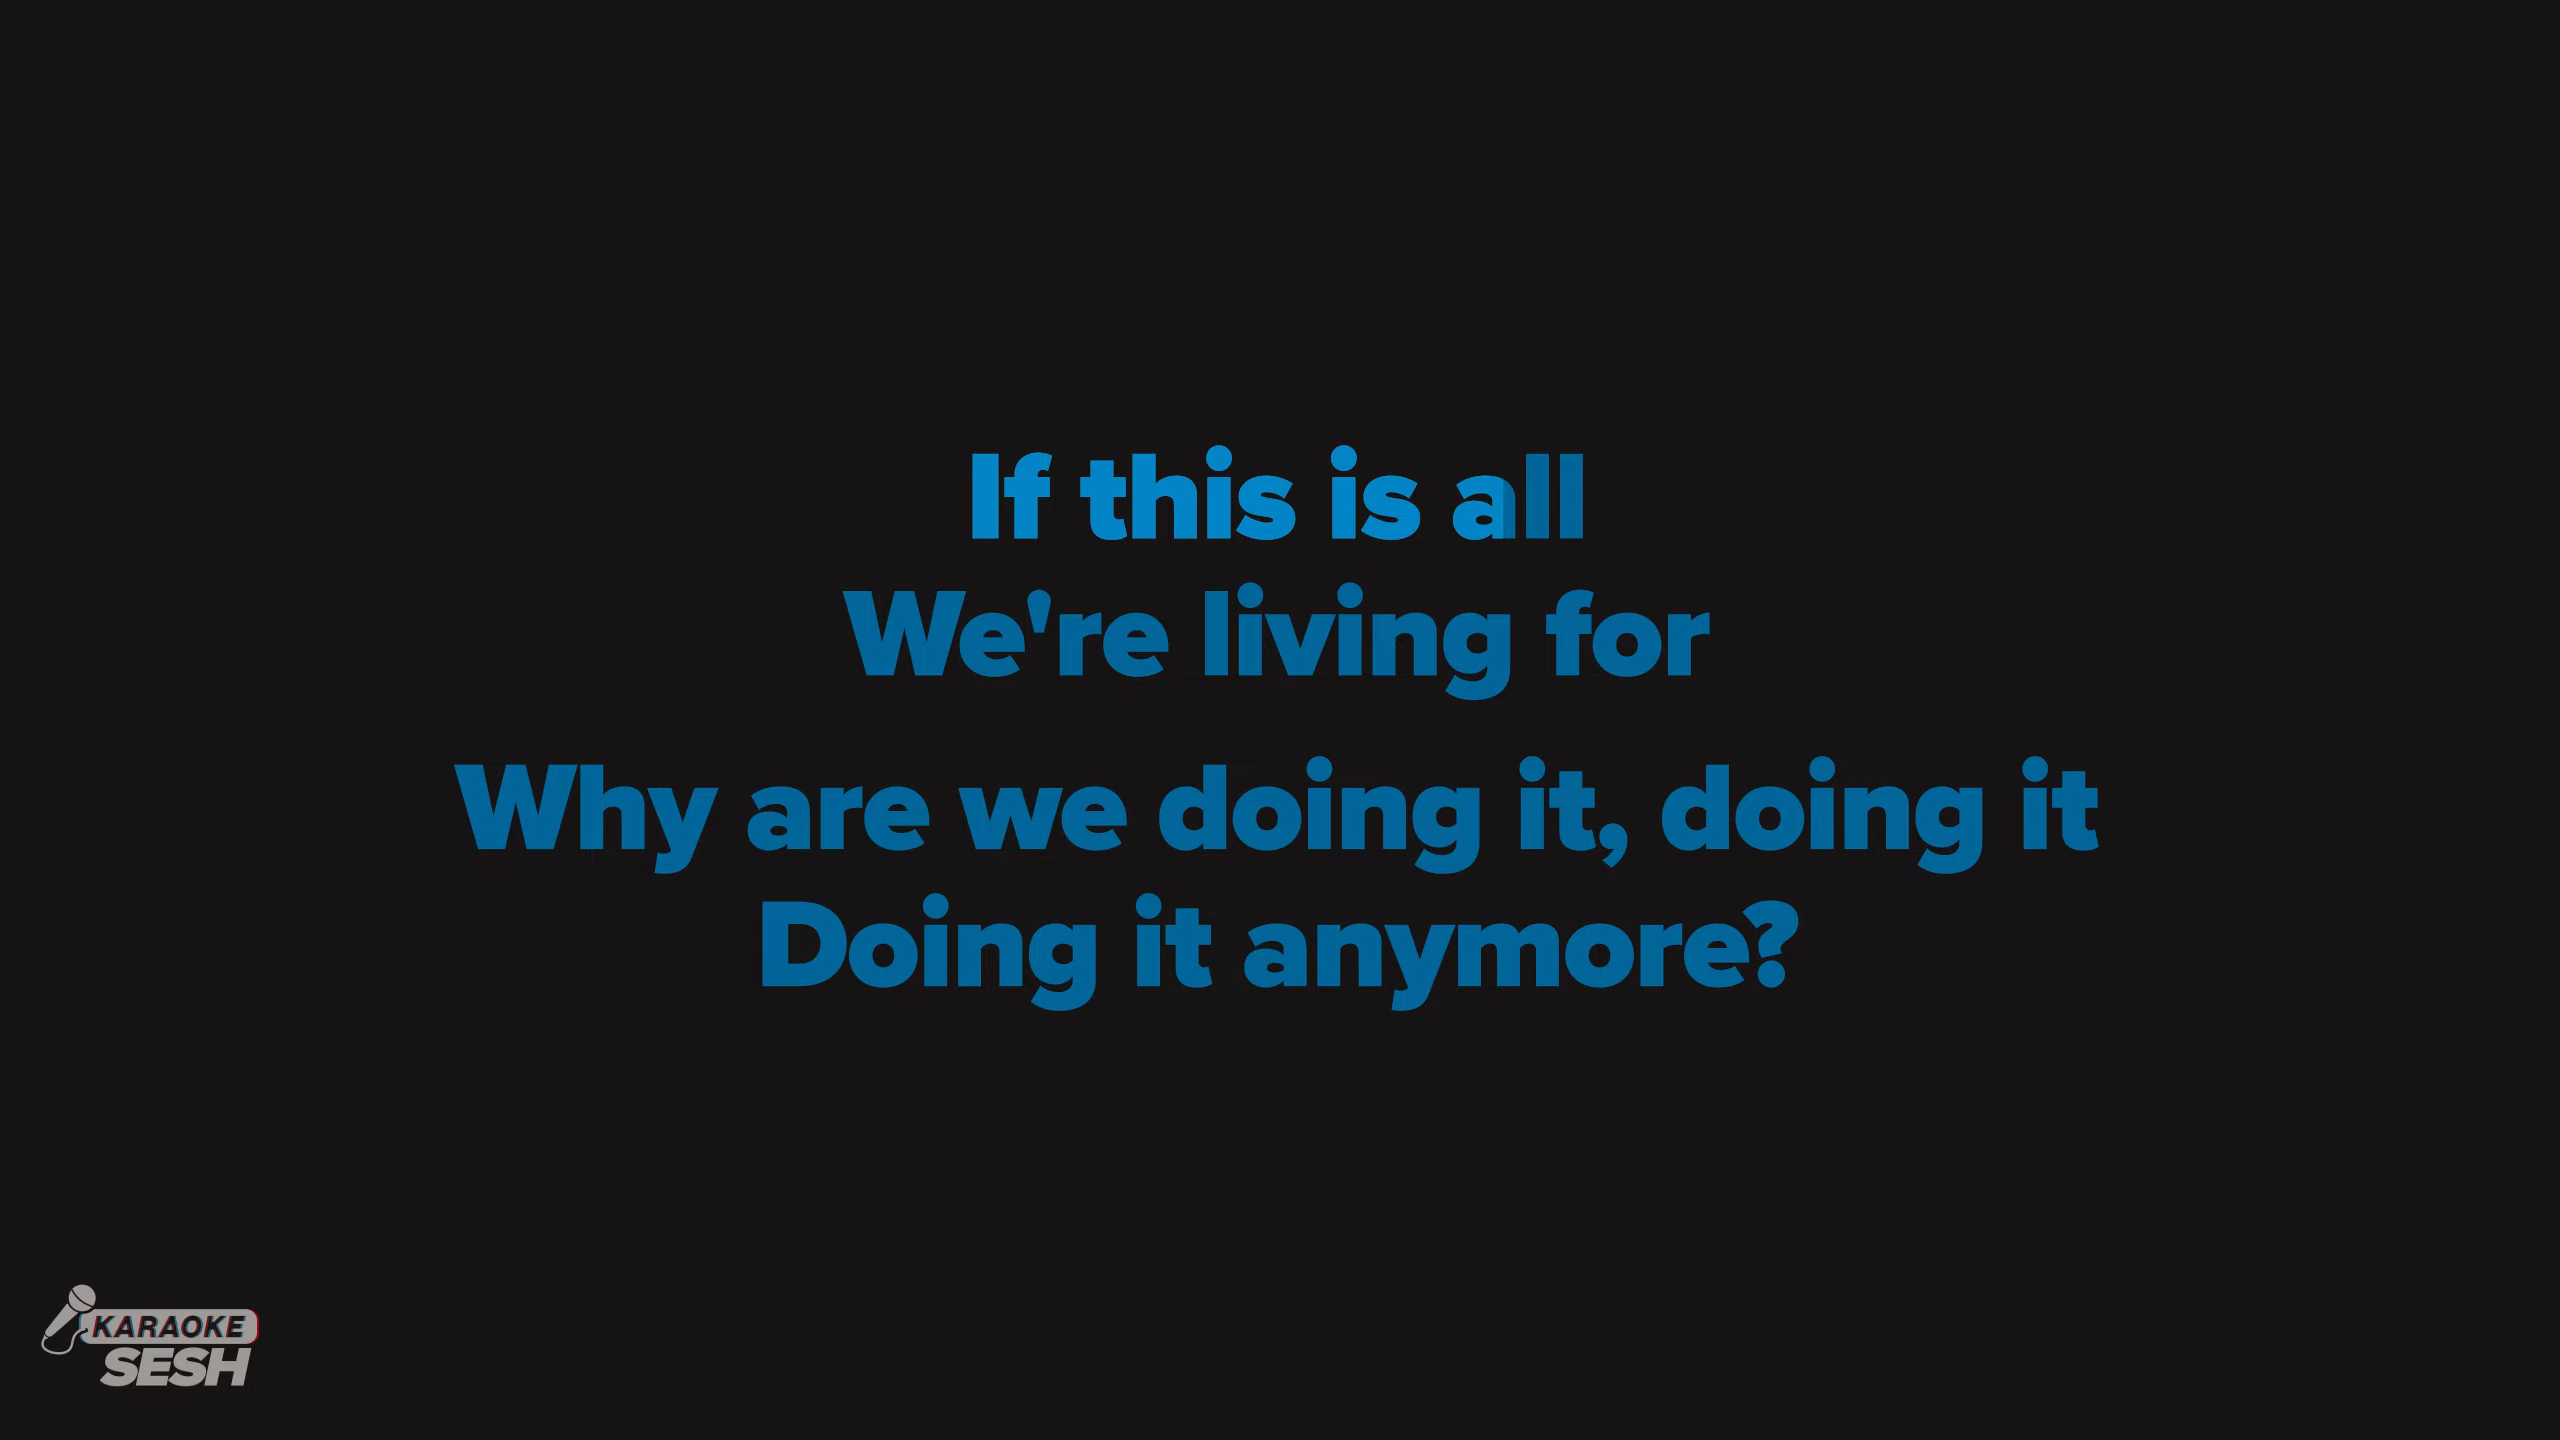 If this is all
We're living for
Why are we doing it, doing it
Doing it anymore?
KARAOKE
SESH